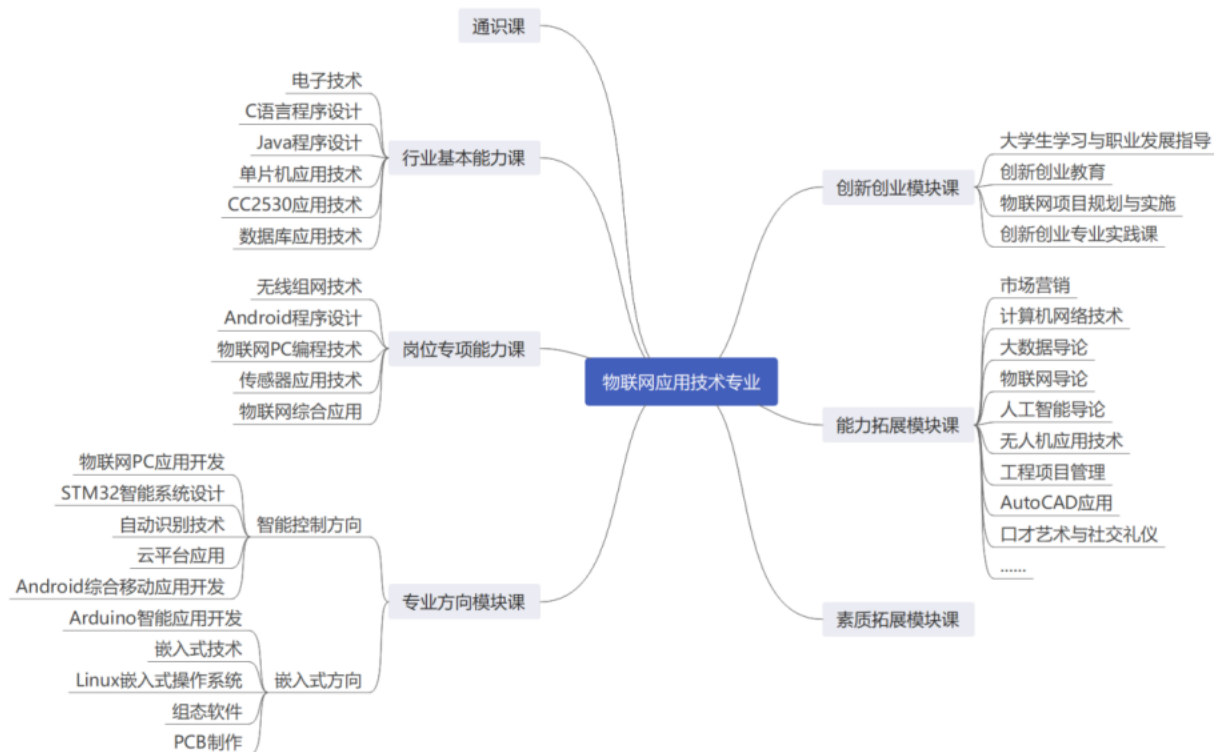 通识课
电子技术
C语言程序设计
Java程序设计
单片机应用技术
CC2530应用技术
数据库应用技术
行业基本能力课
无线组网技术
Android程序设计
物联网PC编程技术
传感器应用技术
物联网综合应用
岗位专项能力课
物联网PC应用开发
STM32智能系统设计
自动识别技术
云平台应用
Android综合移动应用开发
智能控制方向
Arduino智能应用开发
嵌入式技术
Linux嵌入式操作系统
组态软件
PCB制作
嵌入式方向
专业方向模块课
物联网应用技术专业
创新创业模块课
大学生学习与职业发展指导
创新创业教育
物联网项目规划与实施
创新创业专业实践课
能力拓展模块课
市场营销
计算机网络技术
大数据导论
物联网导论
人工智能导论
无人机应用技术
工程项目管理
AutoCAD应用
口才艺术与社交礼仪
......
素质拓展模块课